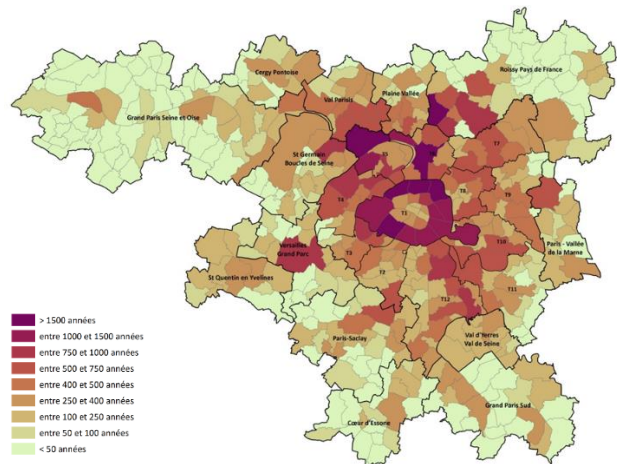 Cergy Pontoise
Roissy Pays de France
Plaine Vallée
Val Parisis
Grand Paris Seine et Oise
St Germain
Boucles de Seine
T5
T7
T4
T8
T9
T1
Versailles
Grand Parc
Paris - Vallée
de la Marne
T3
T10
T2
St Quentin en Yvelines
T11
T12
Paris-Saclay
Val d'Yerres
Val de Seine
Grand Paris Sud
Cœur d'Essonne
> 1500 années
entre 1000 et 1500 années
entre 750 et 1000 années
entre 500 et 750 années
entre 400 et 500 années
entre 250 et 400 années
entre 100 et 250 années
entre 50 et 100 années
< 50 années